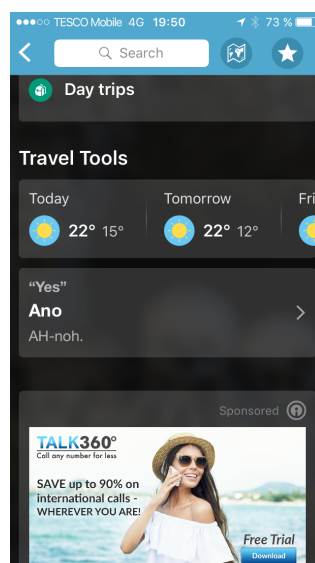 TESCO Mobile 4G 19:50 73 %
Search
Day trips
Travel Tools
Today Tomorrow Fri
22° 15° 22° 12°
“Yes”
Ano
AH-noh.
Sponsored
TALK360°
Call any number for less
SAVE up to 90% on
international calls -
WHEREVER YOU ARE!
Free Trial
Download